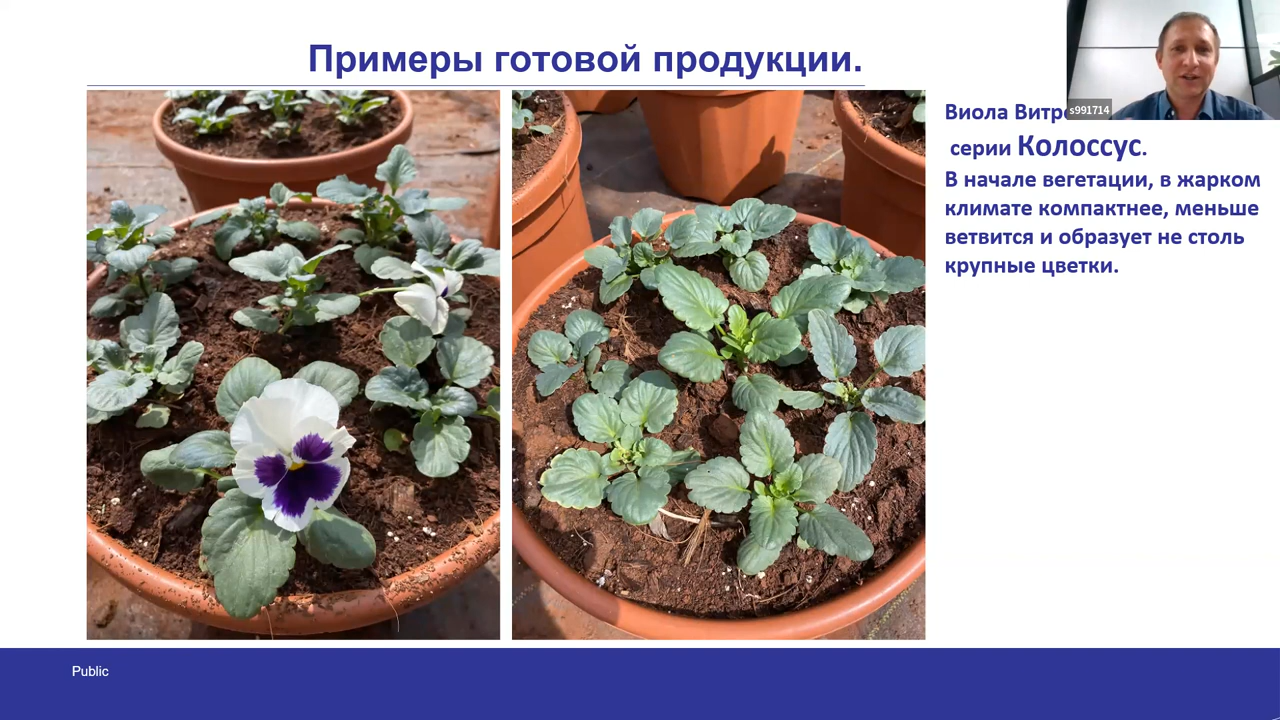 Примеры готовой продукции.
s991714
Виола
серии Колоссус.
В начале вегетации, в жарком
климате компактнее, меньше
ветвится и образует не столь
крупные цветки.
Public